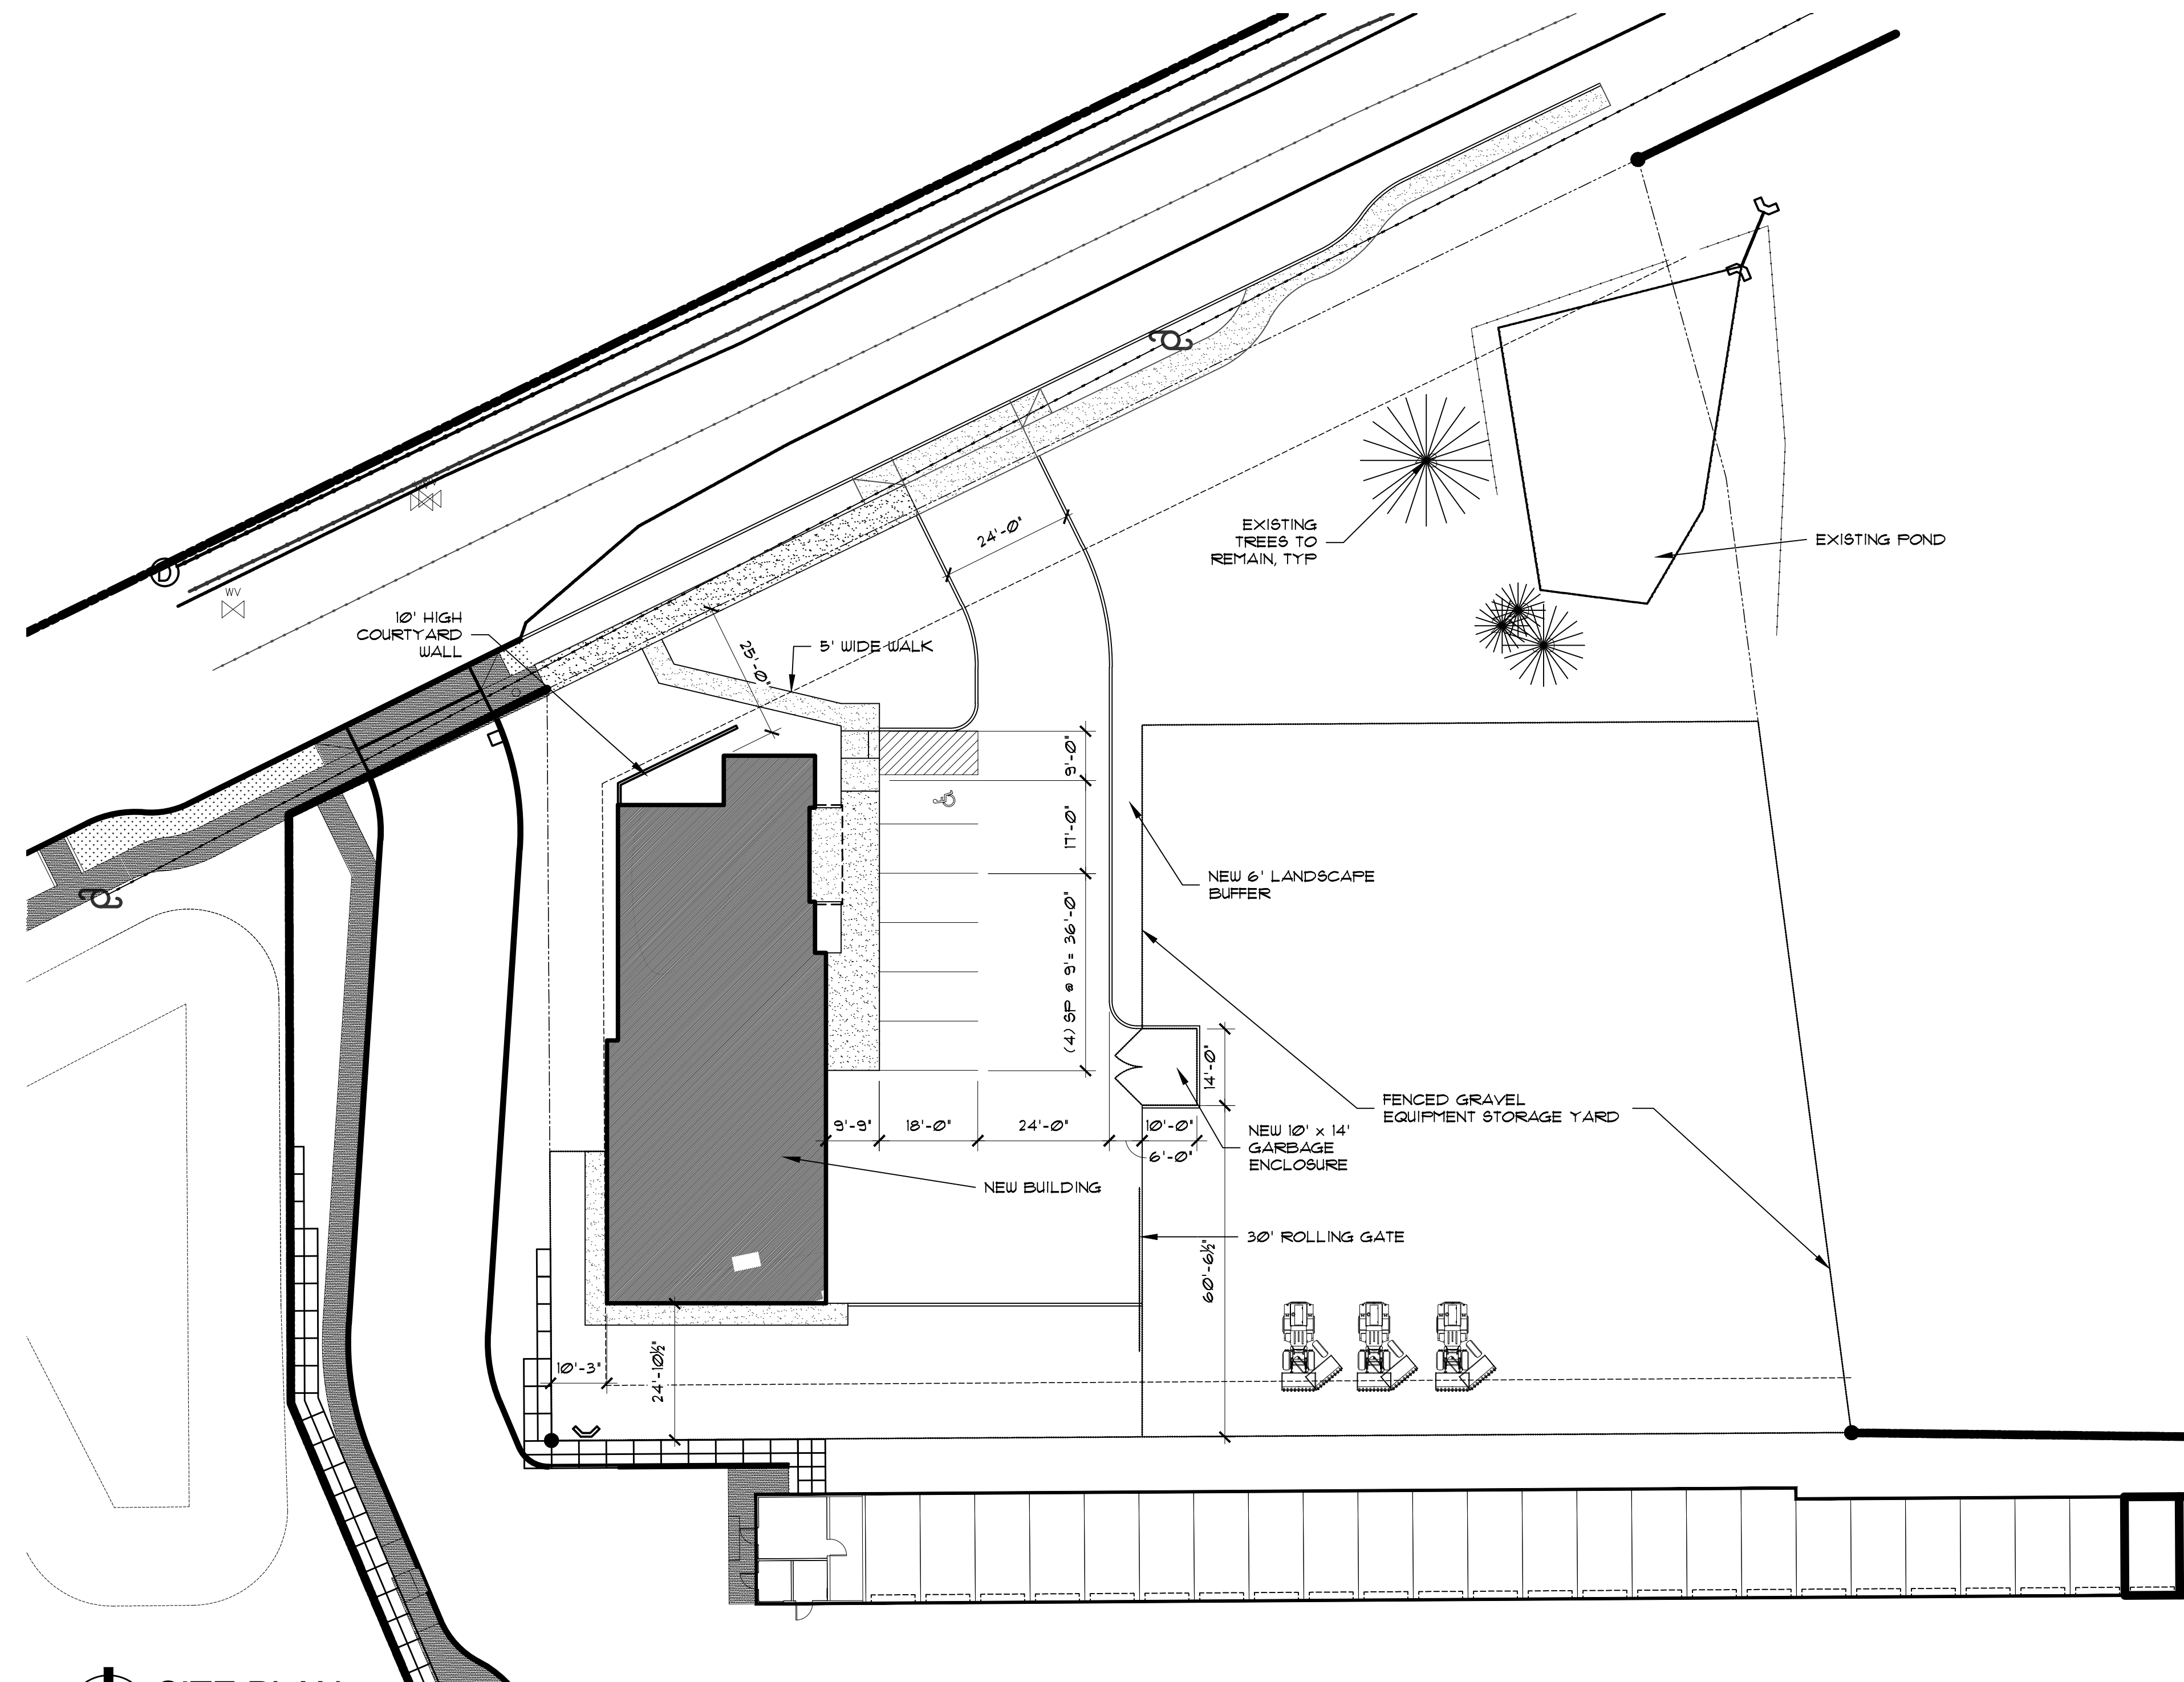 D
WV
WV
10' HIGH
COURTYARD
WALL
5' WIDE WALK
25'-0"
24'-0"
EXISTING
TREES TO
REMAIN, TYP
EXISTING POND
9'-0"
17'-0"
(4) SP @ 9' = 36'-0"
NEW 6' LANDSCAPE
BUFFER
14'-0"
FENCED GRAVEL
EQUIPMENT STORAGE YARD
9'-9"
18'-0"
24'-0"
10'-0"
6'-0"
NEW 10' x 14'
GARBAGE
ENCLOSURE
NEW BUILDING
30' ROLLING GATE
60'-6½"
10'-3"
24'-10½"
SITE PLAN